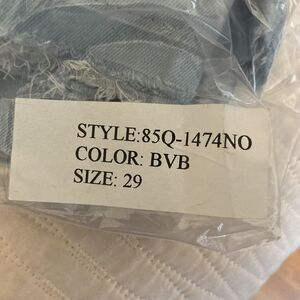 STYLE:85Q-1474NO
COLOR: BVB
SIZE: 29